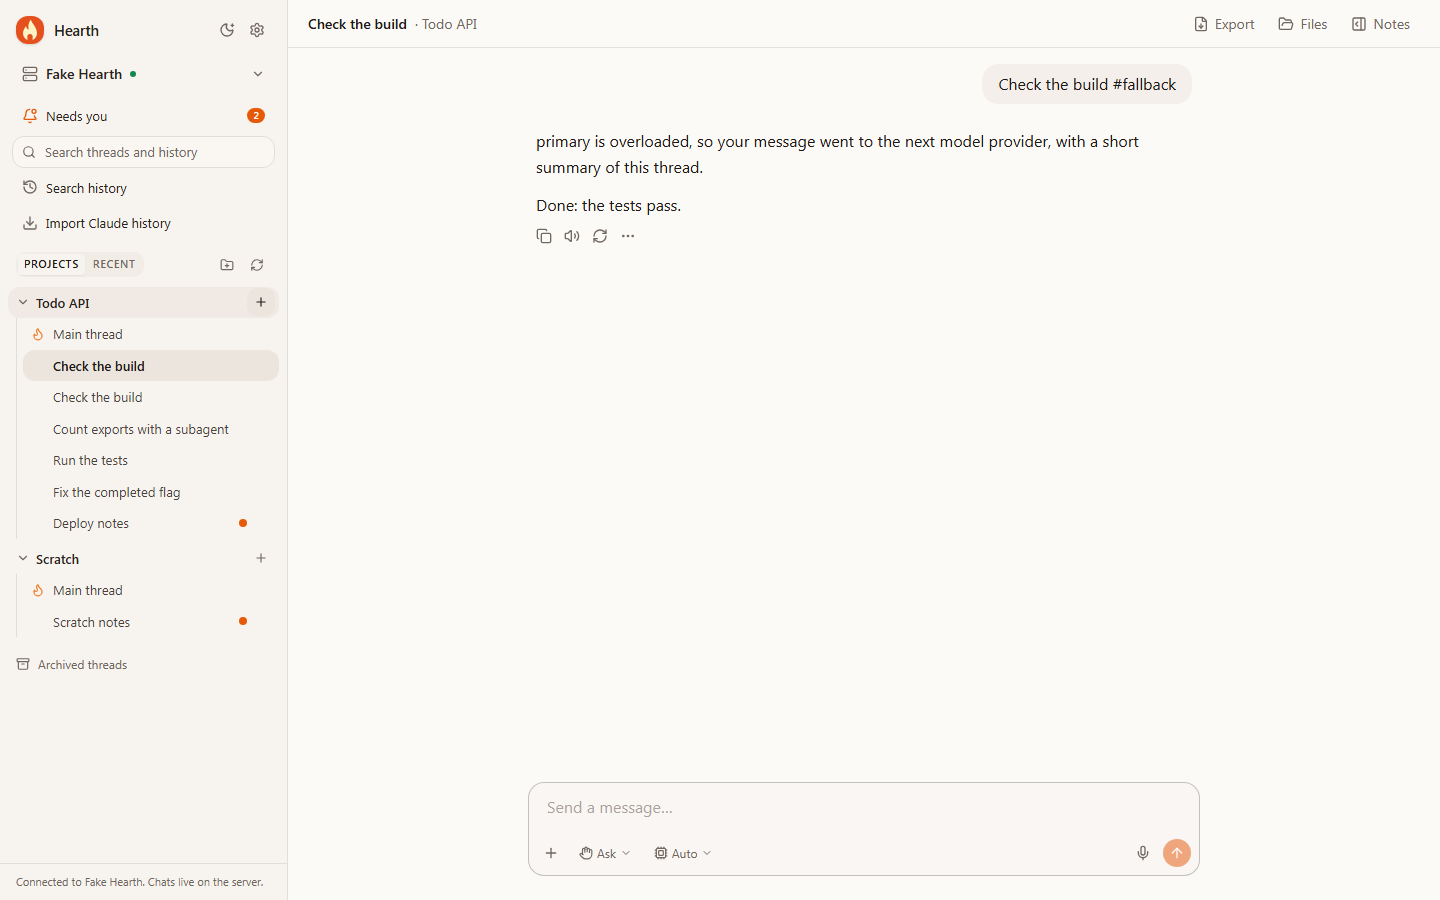 Hearth
Fake Hearth
Needs you
2
Search threads and history
Search history
Import Claude history
PROJECTS
RECENT
Todo API
Main thread
Check the build
Check the build
Count exports with a subagent
Run the tests
Fix the completed flag
Deploy notes
Scratch
Main thread
Scratch notes
Archived threads
Connected to Fake Hearth. Chats live on the server.
Check the build · Todo API
Export
Files
Notes
Check the build #fallback
primary is overloaded, so your message went to the next model provider, with a short
summary of this thread.
Done: the tests pass.
Send a message...
Ask
Auto